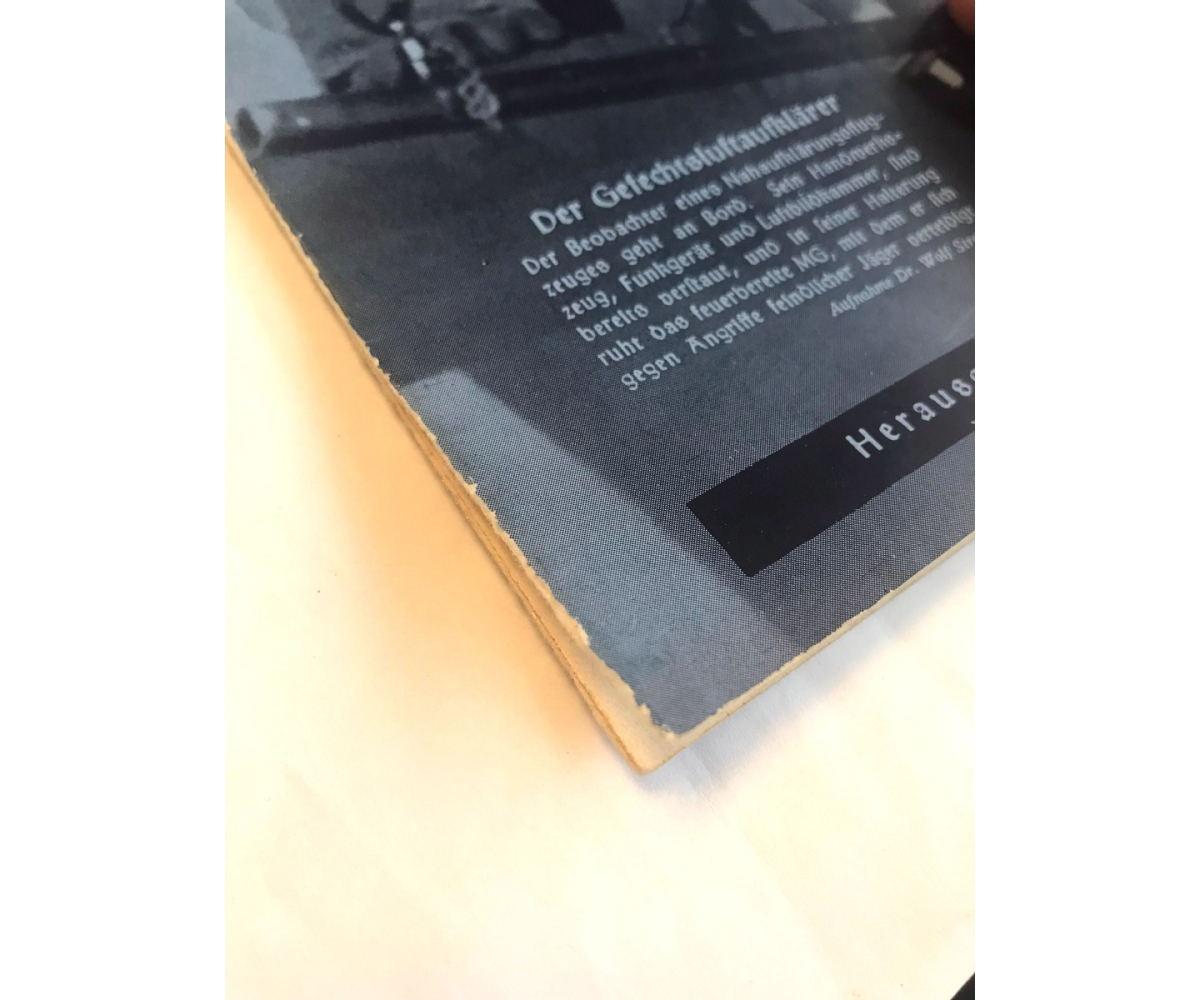 Der Gefechtsluftaufklärer
Der Beobachter eines Nahaufklärungsflug-
zeuges geht an Bord. Sein Handwerks-
zeug, Funkgerät und Luftbildkammer, sind
bereits verstaut, und in seiner Halterung
ruht das feuerbereite MG, mit dem er sich
gegen Angriffe feindlicher Jäger verteidigt.
Aufnahme Dr. Wolf